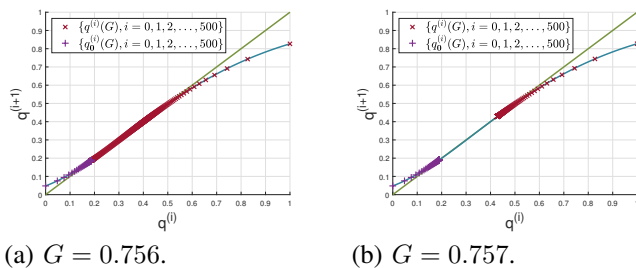 1
0.9
0.8
0.7
0.6
0.5
0.4
0.3
0.2
0.1
0
q^(i+1)
{q^(i)(G), i = 0, 1, 2, . . . , 500}
{q_0^(i)(G), i = 0, 1, 2, . . . , 500}
0 0.1 0.2 0.3 0.4 0.5 0.6 0.7 0.8 0.9 1
q^(i)
(a) G = 0.756.
1
0.9
0.8
0.7
0.6
0.5
0.4
0.3
0.2
0.1
0
q^(i+1)
{q^(i)(G), i = 0, 1, 2, . . . , 500}
{q_0^(i)(G), i = 0, 1, 2, . . . , 500}
0 0.1 0.2 0.3 0.4 0.5 0.6 0.7 0.8 0.9 1
q^(i)
(b) G = 0.757.